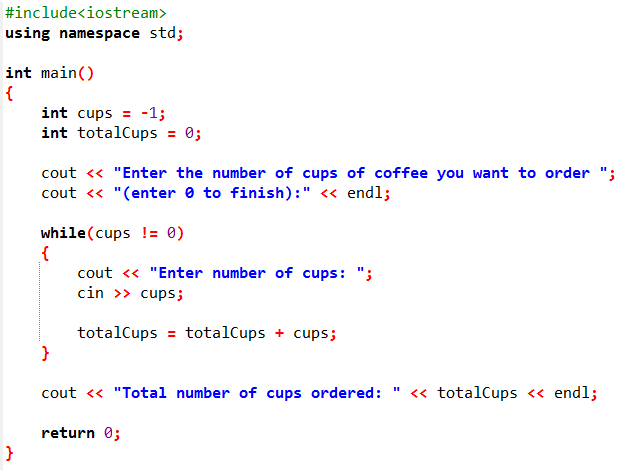 #include<iostream>
using namespace std;
int main()
{
int cups = -1;
int totalCups = 0;
cout << "Enter the number of cups of coffee you want to order ";
cout << "(enter 0 to finish):" << endl;
while(cups != 0)
{
cout << "Enter number of cups: ";
cin >> cups;
totalCups = totalCups + cups;
}
cout << "Total number of cups ordered: " << totalCups << endl;
return 0;
}